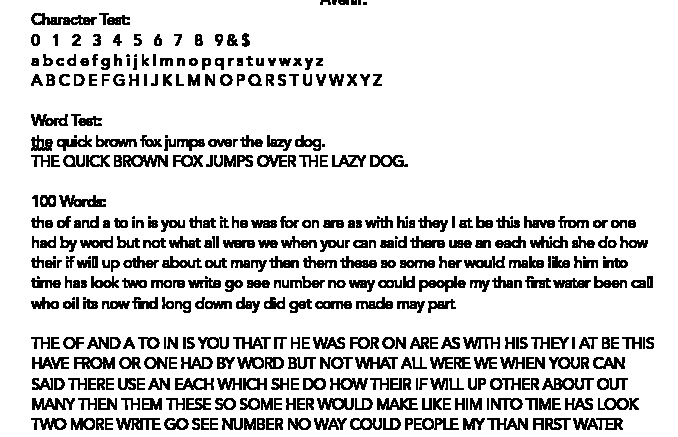 Avenir:
Character Test:
0 1 2 3 4 5 6 7 8 9&$
abcdefghijklmnopqrstuvwxyz
ABCDEFGHIJKLMNOPQRSTUVWXYZ
Word Test:
the quick brown fox jumps over the lazy dog.
THE QUICK BROWN FOX JUMPS OVER THE LAZY DOG.
100 Words:
the of and a to in is you that it he was for on are as with his they I at be this have from or one
had by word but not what all were we when your can said there use an each which she do how
their if will up other about out many then them these so some her would make like him into
time has look two more write go see number no way could people my than first water been call
who oil its now find long down day did get come made may part
THE OF AND A TO IN IS YOU THAT IT HE WAS FOR ON ARE AS WITH HIS THEY I AT BE THIS
HAVE FROM OR ONE HAD BY WORD BUT NOT WHAT ALL WERE WE WHEN YOUR CAN
SAID THERE USE AN EACH WHICH SHE DO HOW THEIR IF WILL UP OTHER ABOUT OUT
MANY THEN THEM THESE SO SOME HER WOULD MAKE LIKE HIM INTO TIME HAS LOOK
TWO MORE WRITE GO SEE NUMBER NO WAY COULD PEOPLE MY THAN FIRST WATER